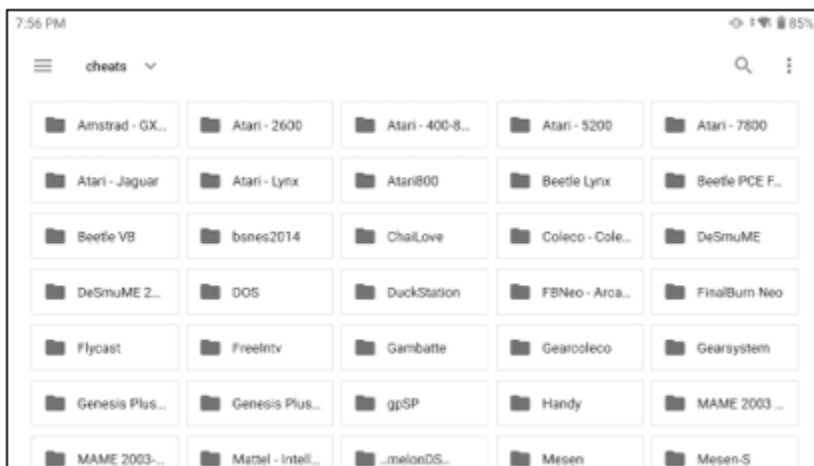 7:56 PM 85%
cheats
Amstrad - GX... Atari - 2600 Atari - 400-8... Atari - 5200 Atari - 7800
Atari - Jaguar Atari - Lynx Atari800 Beetle Lynx Beetle PCE F...
Beetle VB bsnes2014 ChaiLove Coleco - Cole... DeSmuME
DeSmuME 2... DOS DuckStation FBNeo - Arca... FinalBurn Neo
Flycast FreeIntv Gambatte Gearcoleco Gearsystem
Genesis Plus... Genesis Plus... gpSP Handy MAME 2003 ...
MAME 2003-... Mattel - Intell... melonDS... Mesen Mesen-S